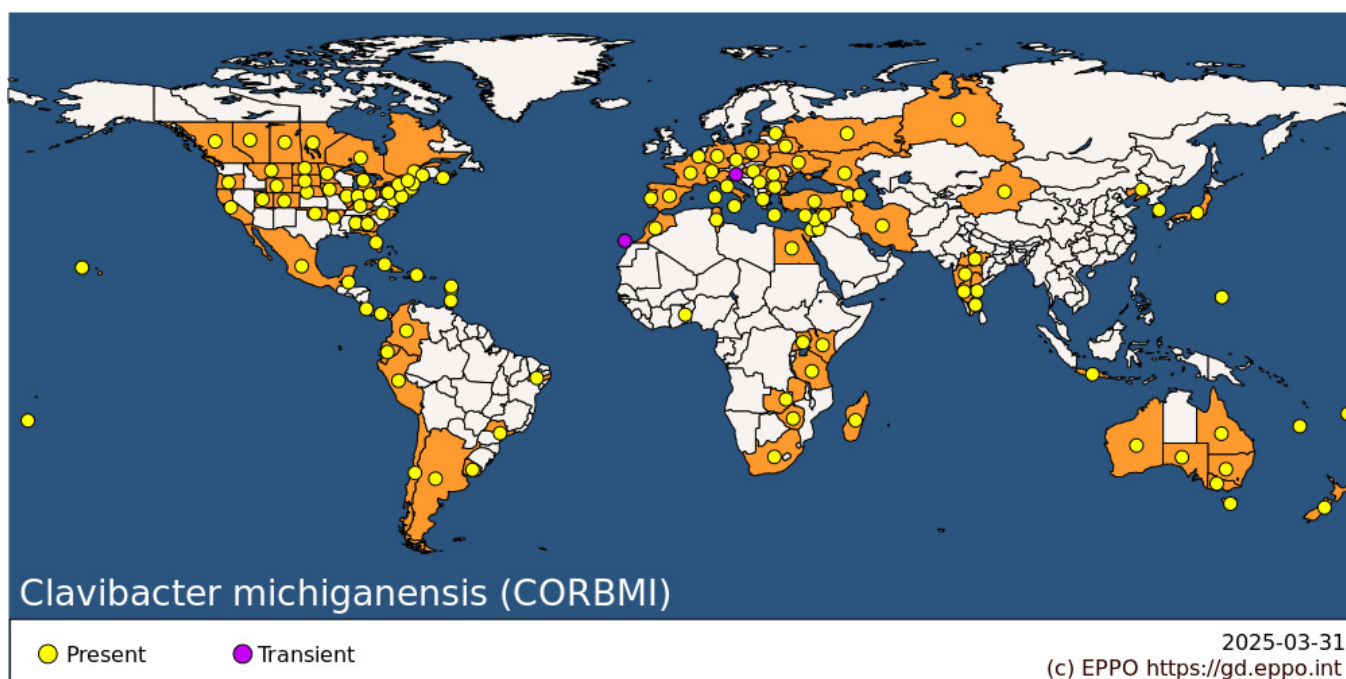 Clavibacter michiganensis (CORBMI)
Present
Transient
2025-03-31
(c) EPPO https://gd.eppo.int